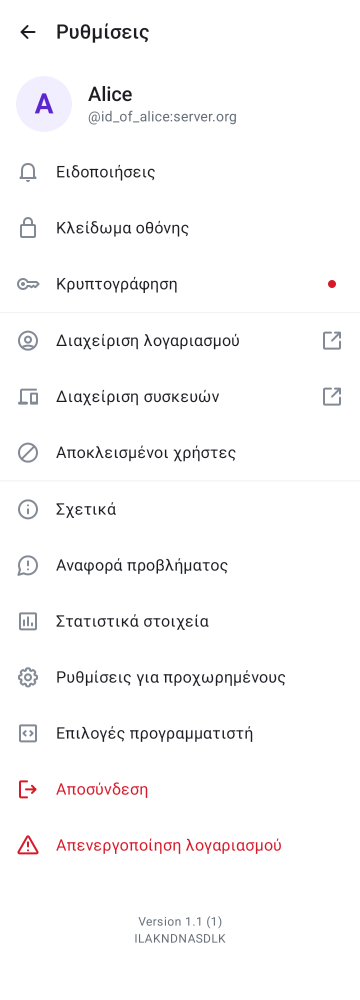 Ρυθμίσεις
A
Alice
@id_of_alice:server.org
Ειδοποιήσεις
Κλείδωμα οθόνης
Κρυπτογράφηση
Διαχείριση λογαριασμού
Διαχείριση συσκευών
Αποκλεισμένοι χρήστες
Σχετικά
Αναφορά προβλήματος
Στατιστικά στοιχεία
Ρυθμίσεις για προχωρημένους
Επιλογές προγραμματιστή
Αποσύνδεση
Απενεργοποίηση λογαριασμού
Version 1.1 (1)
ILAKNDNASDLK